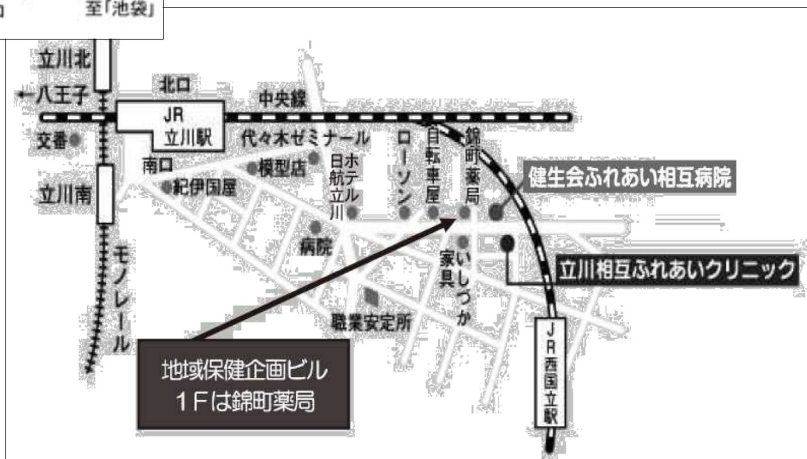 至「池袋」
立川北
←八王子
北口
中央線
JR
立川駅
交番
南口
代々木ゼミナール
模型店
紀伊国屋
立川南
モノレール
ホテル
日航立川
ローソン
自転車屋
錦町薬局
健生会ふれあい相互病院
病院
家具
いしつか
立川相互ふれあいクリニック
職業安定所
JR西国立駅
地域保健企画ビル
1Fは錦町薬局